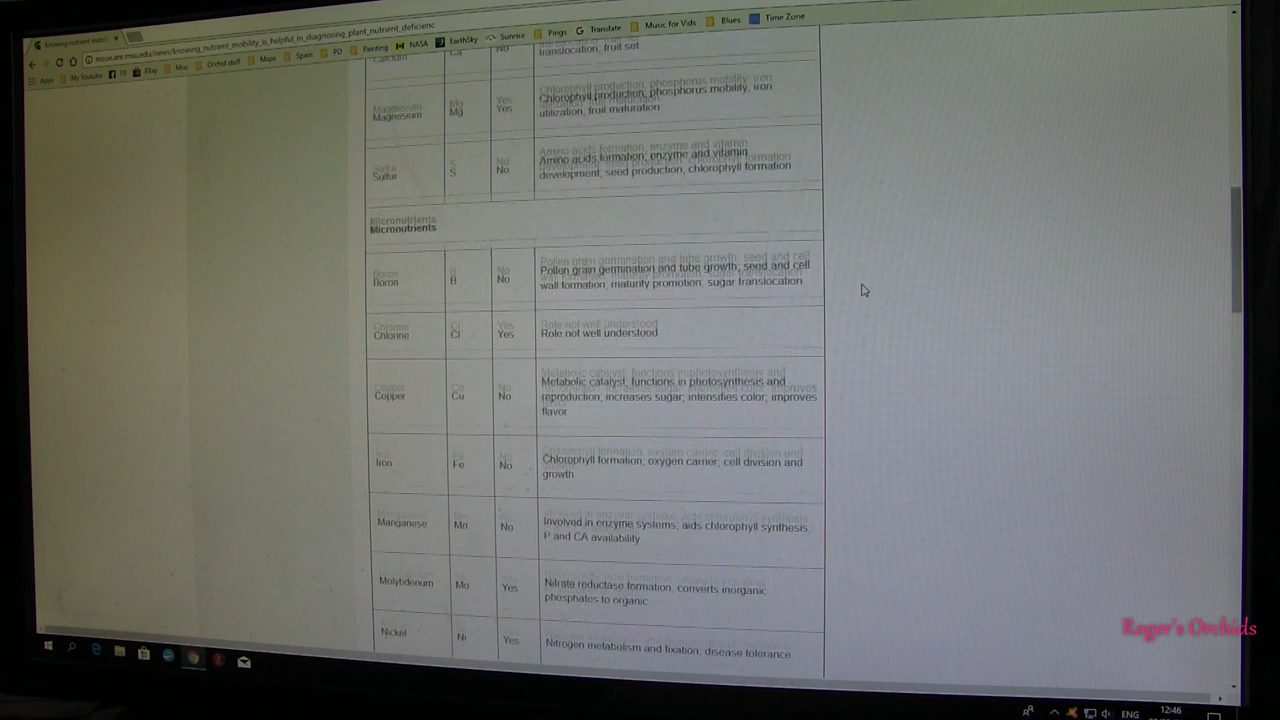 Knowing nutrient mobili
msue.anr.msu.edu/news/knowing_nutrient_mobility_is_helpful_in_diagnosing_plant_nutrient_deficienc
Apps My Youtube FB EBay Misc Orchid stuff Maps Spain PD Painting NASA EarthSky Sunrise Pings Translate Music for Vids Blues Time Zone
Calcium Ca No translocation, fruit set
Magnesium Mg Yes Chlorophyll production, phosphorus mobility, iron
utilization, fruit maturation
Sulfur S No Amino acids formation, enzyme and vitamin
development, seed production, chlorophyll formation
Micronutrients
Boron B No Pollen grain germination and tube growth, seed and cell
wall formation, maturity promotion, sugar translocation
Chlorine Cl Yes Role not well understood
Copper Cu No Metabolic catalyst, functions in photosynthesis and
reproduction, increases sugar, intensifies color, improves
flavor
Iron Fe No Chlorophyll formation, oxygen carrier, cell division and
growth
Manganese Mn No Involved in enzyme systems, aids chlorophyll synthesis,
P and CA availability
Molybdenum Mo Yes Nitrate reductase formation, converts inorganic
phosphates to organic
Nickel Ni Yes Nitrogen metabolism and fixation, disease tolerance
Roger's Orchids
ENG
12:46